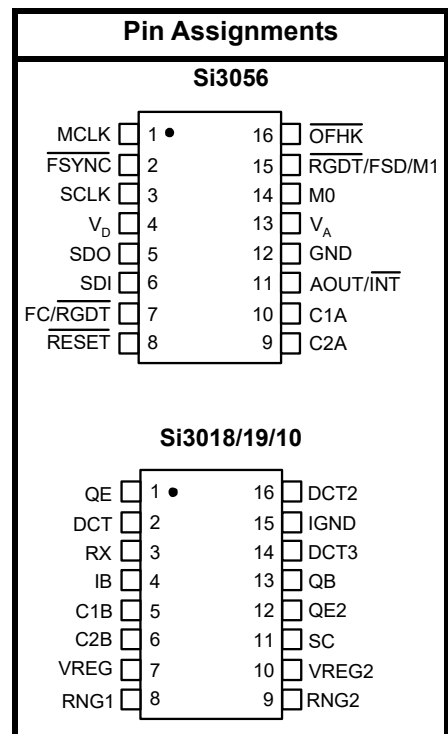 Pin Assignments
Si3056
MCLK 1 16 OFHK
FSYNC 2 15 RGDT/FSD/M1
SCLK 3 14 M0
VD 4 13 VA
SDO 5 12 GND
SDI 6 11 AOUT/INT
FC/RGDT 7 10 C1A
RESET 8 9 C2A
Si3018/19/10
QE 1 16 DCT2
DCT 2 15 IGND
RX 3 14 DCT3
IB 4 13 QB
C1B 5 12 QE2
C2B 6 11 SC
VREG 7 10 VREG2
RNG1 8 9 RNG2